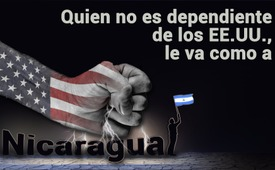 Quien no es dependiente
de los EE.UU.,
le va como a
Nicaragua